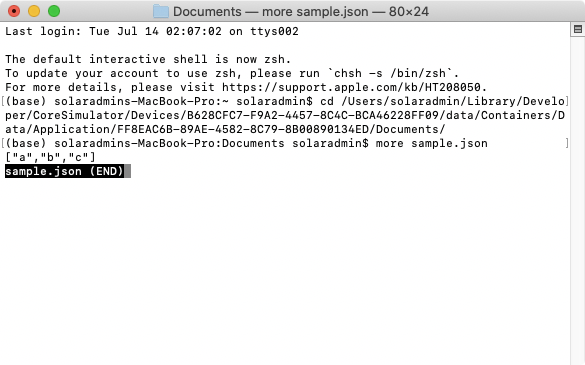 Documents — more sample.json — 80×24
Last login: Tue Jul 14 02:07:02 on ttys002
The default interactive shell is now zsh.
To update your account to use zsh, please run `chsh -s /bin/zsh`.
For more details, please visit https://support.apple.com/kb/HT208050.
[(base) solaradmins-MacBook-Pro:~ solaradmin$ cd /Users/solaradmin/Library/Develo]
per/CoreSimulator/Devices/B628CFC7-F9A2-4457-8C4C-BCA46228FF09/data/Containers/D
ata/Application/FF8EAC6B-89AE-4582-8C79-8B00890134ED/Documents/
[(base) solaradmins-MacBook-Pro:Documents solaradmin$ more sample.json ]
["a","b","c"]
sample.json (END)